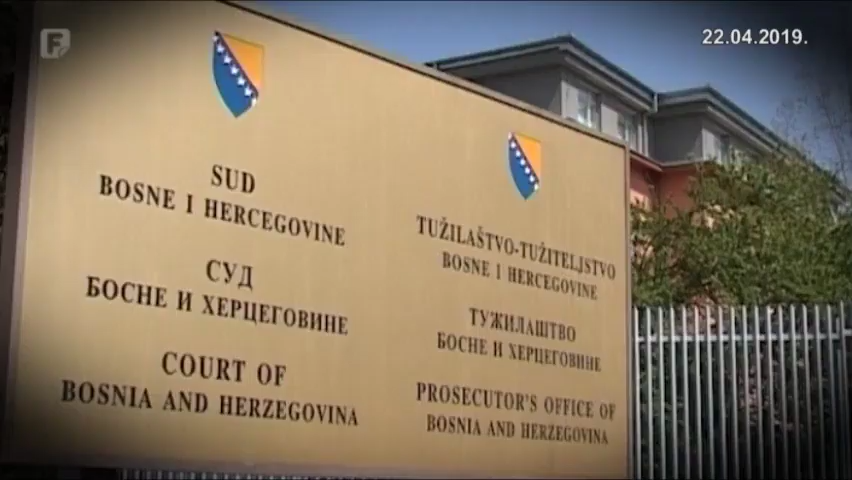 F
22.04.2019.
SUD
BOSNE I HERCEGOVINE
СУД
БОСНЕ И ХЕРЦЕГОВИНЕ
COURT OF
BOSNIA AND HERZEGOVINA
TUŽILAŠTVO-TUŽITELJSTVO
BOSNE I HERCEGOVINE
ТУЖИЛАШТВО
БОСНЕ И ХЕРЦЕГОВИНЕ
PROSECUTOR'S OFFICE OF
BOSNIA AND HERZEGOVINA